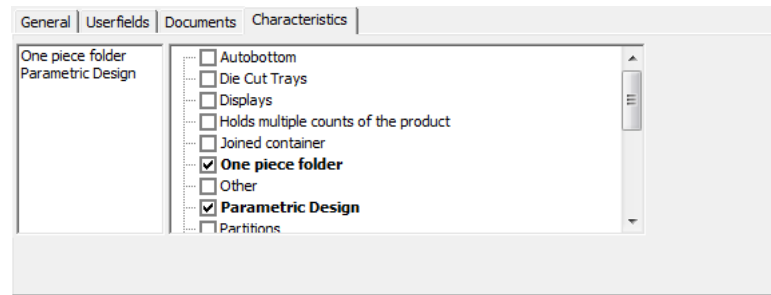 General Userfields Documents Characteristics
One piece folder
Parametric Design
Autobottom
Die Cut Trays
Displays
Holds multiple counts of the product
Joined container
One piece folder
Other
Parametric Design
Partitions